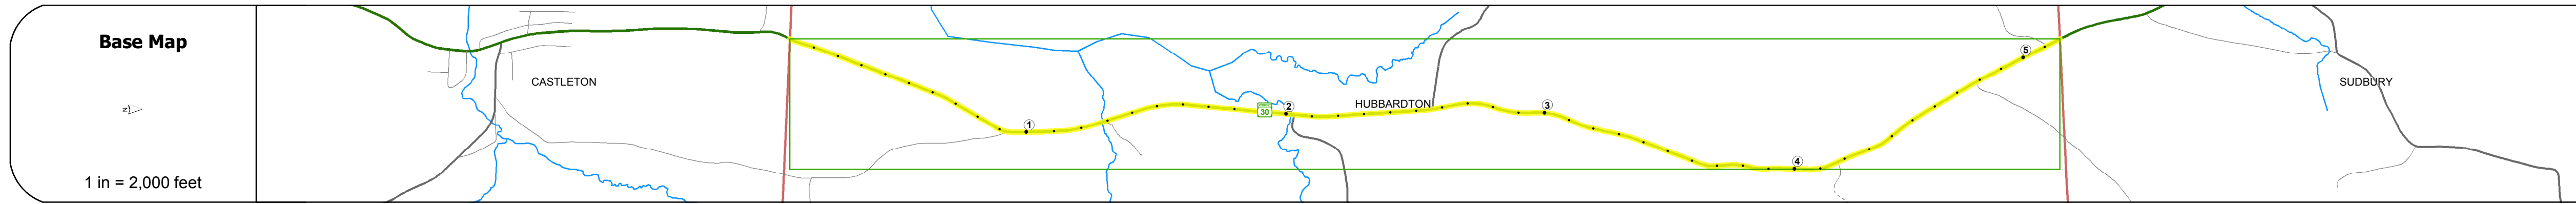 Base Map
N
1 in = 2,000 feet
CASTLETON
1
30
2
HUBBARDTON
3
4
5
SUDBURY